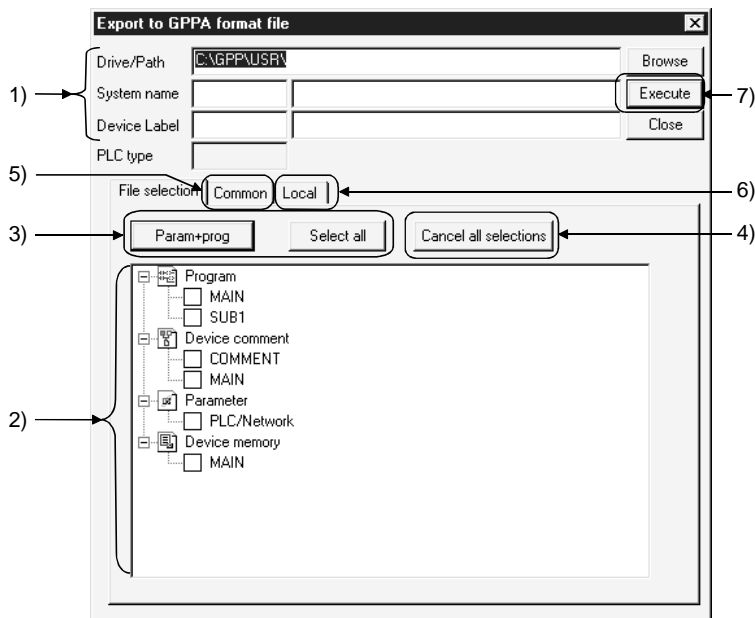 Export to GPPA format file
Drive/Path C:\GPP\USR\ Browse
1) System name Execute 7)
Device Label Close
PLC type
5)
File selection Common Local 6)
3) Param+prog Select all Cancel all selections 4)
Program
MAIN
SUB1
Device comment
COMMENT
MAIN
Parameter
2) PLC/Network
Device memory
MAIN